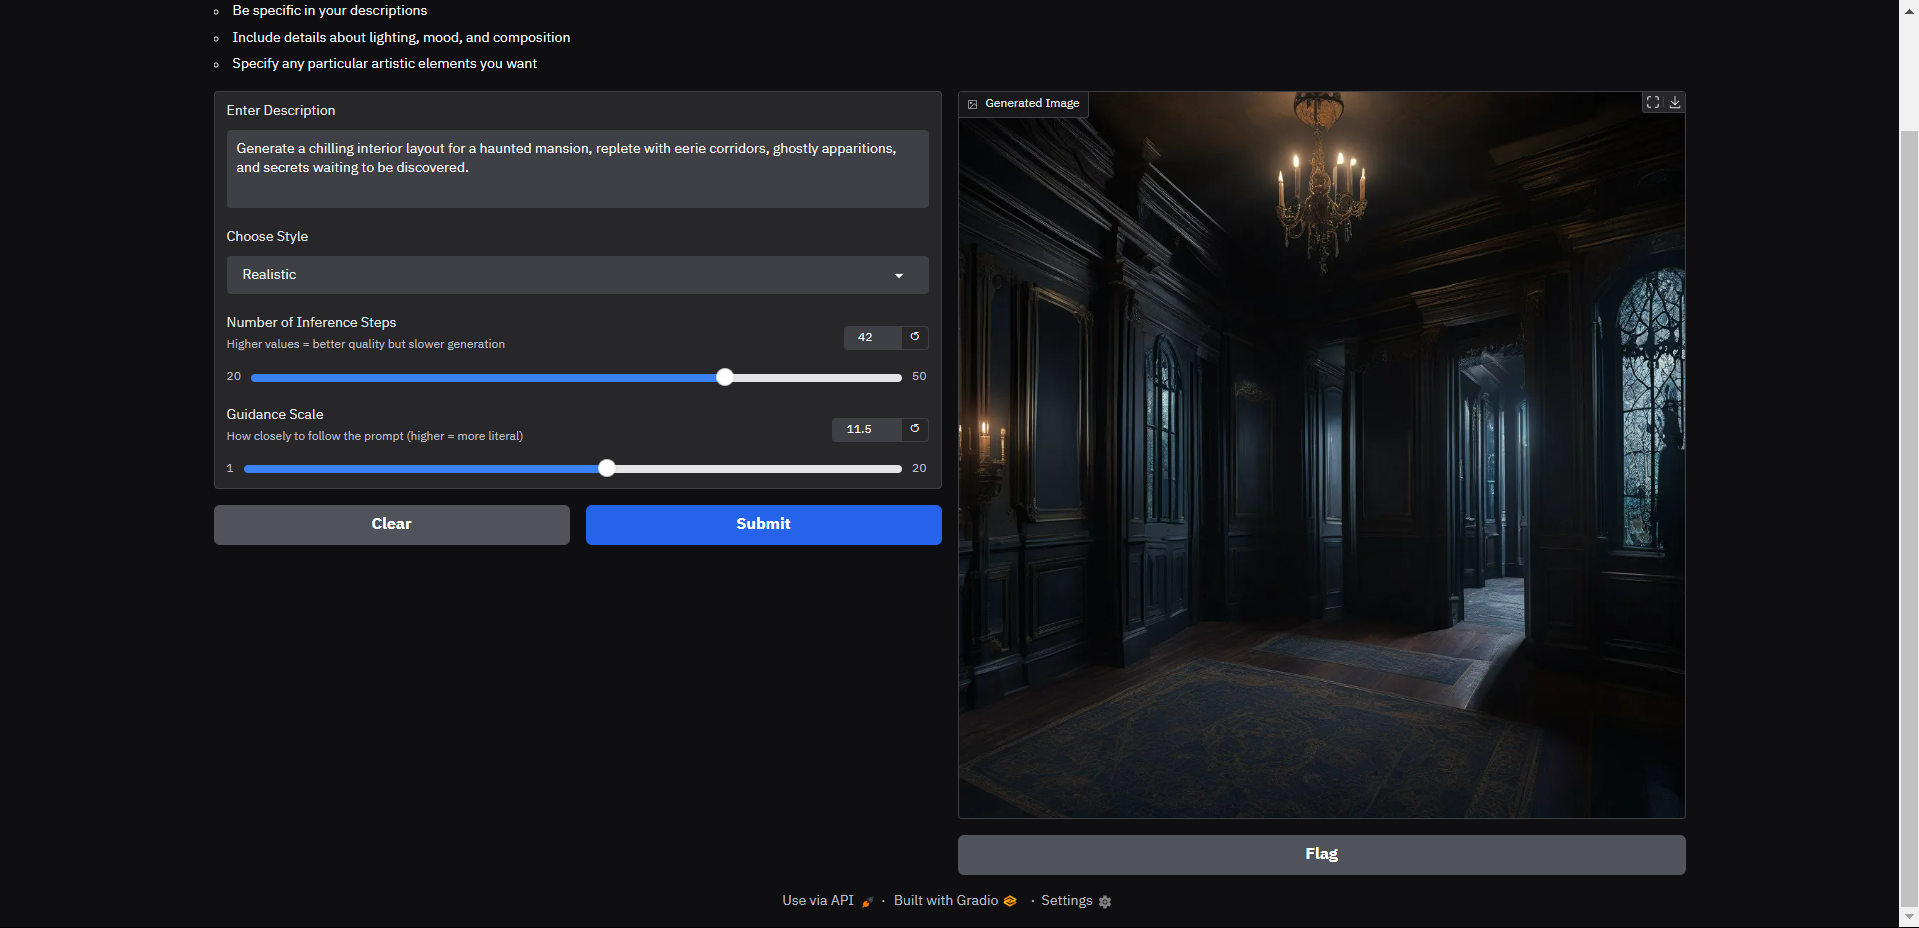 Be specific in your descriptions
Include details about lighting, mood, and composition
Specify any particular artistic elements you want
Enter Description
Generate a chilling interior layout for a haunted mansion, replete with eerie corridors, ghostly apparitions,
and secrets waiting to be discovered.
Choose Style
Realistic
Number of Inference Steps
Higher values = better quality but slower generation
42
20
50
Guidance Scale
How closely to follow the prompt (higher = more literal)
11.5
1
20
Clear
Submit
Generated Image
Flag
Use via API · Built with Gradio · Settings